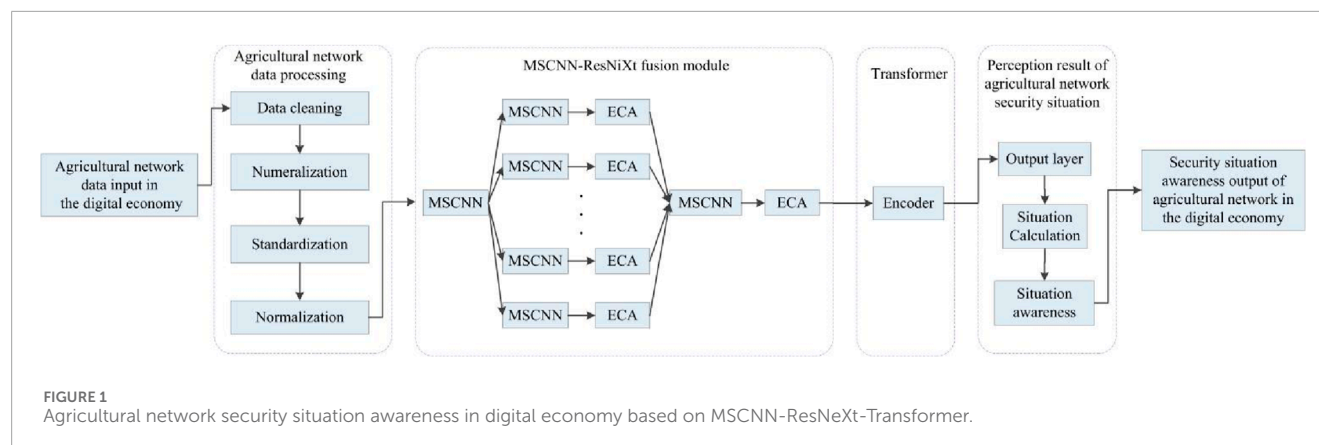 Agricultural network
data input in
the digital economy
Agricultural network
data processing
Data cleaning
Numeralization
Standardization
Normalization
MSCNN-ResNiXt fusion module
MSCNN
MSCNN
ECA
MSCNN
ECA
MSCNN
ECA
MSCNN
ECA
MSCNN
ECA
Transformer
Encoder
Perception result of
agricultural network
security situation
Output layer
Situation
Calculation
Situation
awareness
Security situation
awareness output of
agricultural network in
the digital economy
FIGURE 1
Agricultural network security situation awareness in digital economy based on MSCNN-ResNeXt-Transformer.